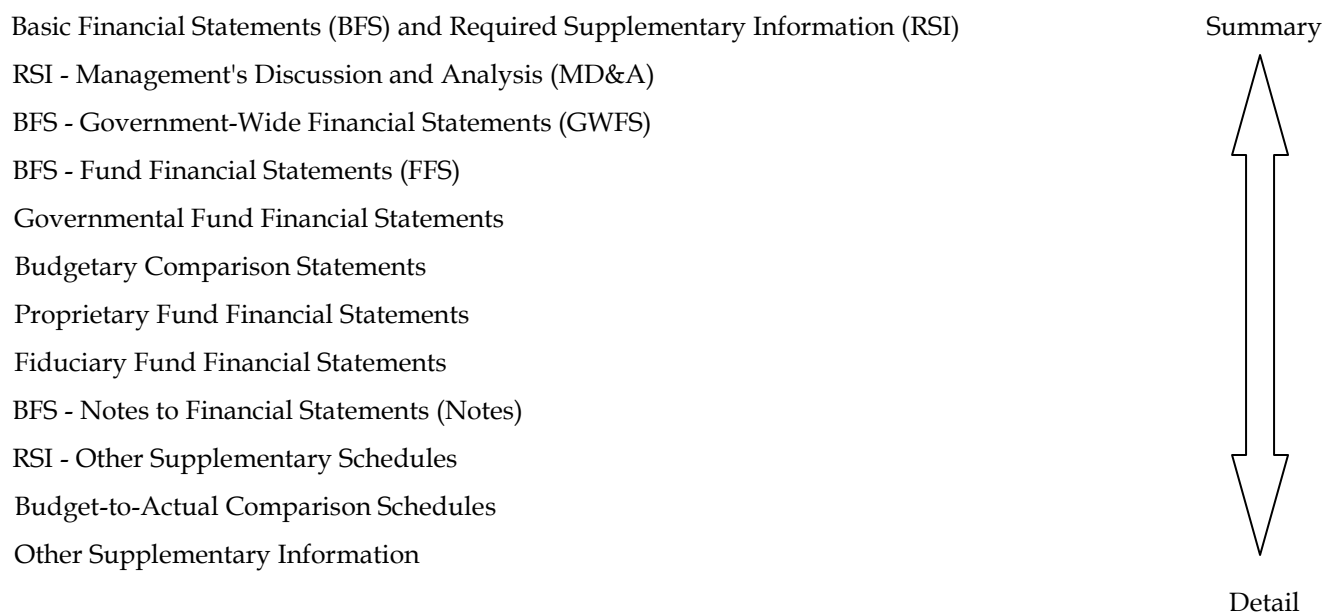 Basic Financial Statements (BFS) and Required Supplementary Information (RSI) Summary
RSI - Management's Discussion and Analysis (MD&A)
BFS - Government-Wide Financial Statements (GWFS)
BFS - Fund Financial Statements (FFS)
Governmental Fund Financial Statements
Budgetary Comparison Statements
Proprietary Fund Financial Statements
Fiduciary Fund Financial Statements
BFS - Notes to Financial Statements (Notes)
RSI - Other Supplementary Schedules
Budget-to-Actual Comparison Schedules
Other Supplementary Information
Detail